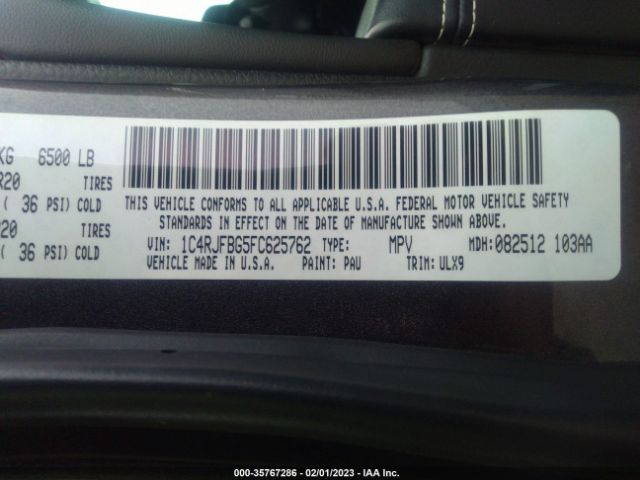 KG 6500 LB
R20 TIRES
( 36 PSI) COLD
20 TIRES
( 36 PSI) COLD
THIS VEHICLE CONFORMS TO ALL APPLICABLE U.S.A. FEDERAL MOTOR VEHICLE SAFETY
STANDARDS IN EFFECT ON THE DATE OF MANUFACTURE SHOWN ABOVE.
VIN: 1C4RJFBG5FC625762 TYPE: MPV MDH:082512 103AA
VEHICLE MADE IN U.S.A. PAINT: PAU TRIM: ULX9
000-35767286 - 02/01/2023 - IAA Inc.